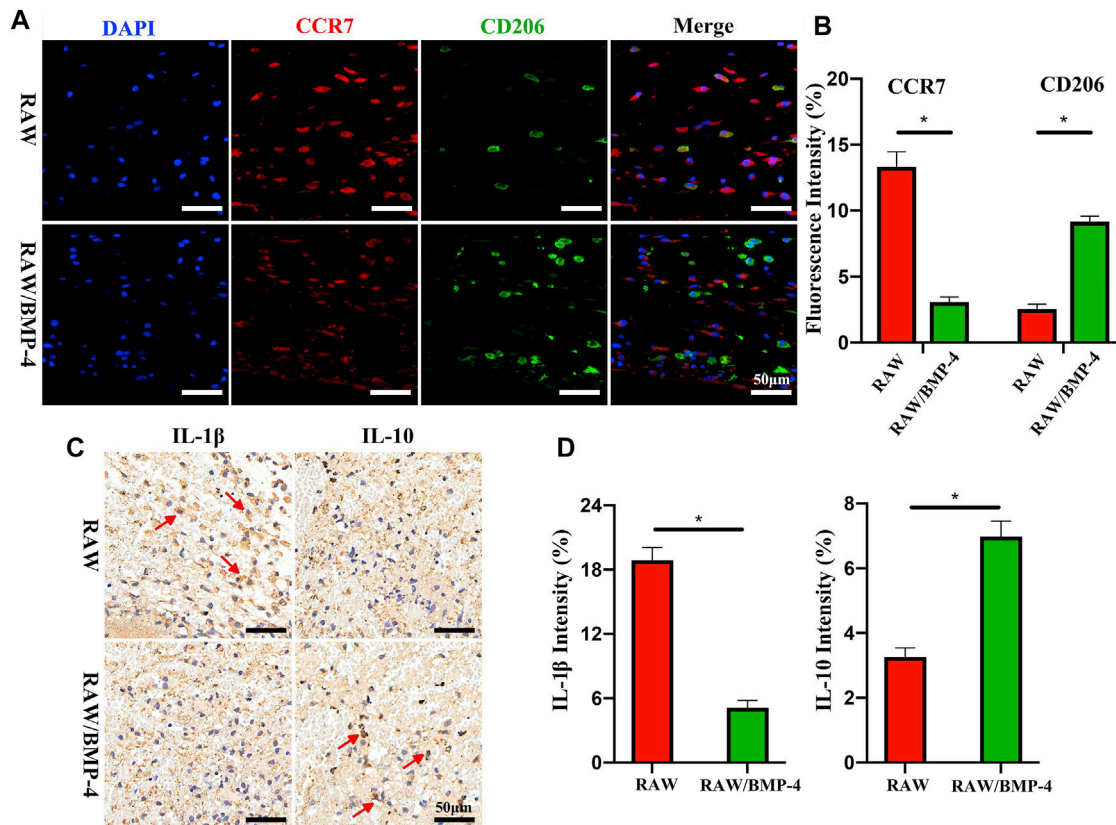 A
DAPI
CCR7
CD206
Merge
RAW
RAW/BMP-4
50μm
B
Fluorescence Intensity (%)
20
15
10
5
0
CCR7
CD206
*
*
RAW
RAW/BMP-4
RAW
RAW/BMP-4
C
IL-1β
IL-10
RAW
RAW/BMP-4
50μm
D
IL-1β Intensity (%)
24
18
12
6
0
*
RAW
RAW/BMP-4
IL-10 Intensity (%)
8
6
4
2
0
*
RAW
RAW/BMP-4